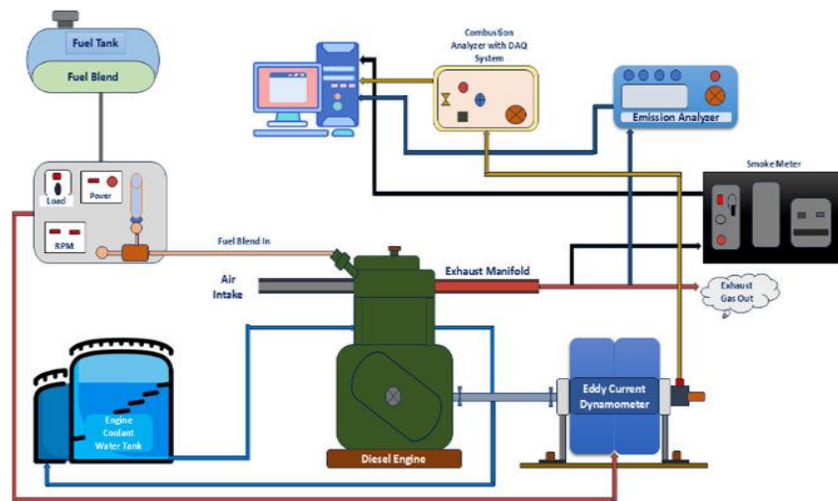 Fuel Tank
Fuel Blend
Combustion
Analyzer with DAQ
System
Emission Analyzer
Smoke Meter
Load
Power
RPM
Fuel Blend In
Air
Intake
Exhaust Manifold
Exhaust
Gas Out
Engine
Coolant
Water Tank
Eddy Current
Dynamometer
Diesel Engine